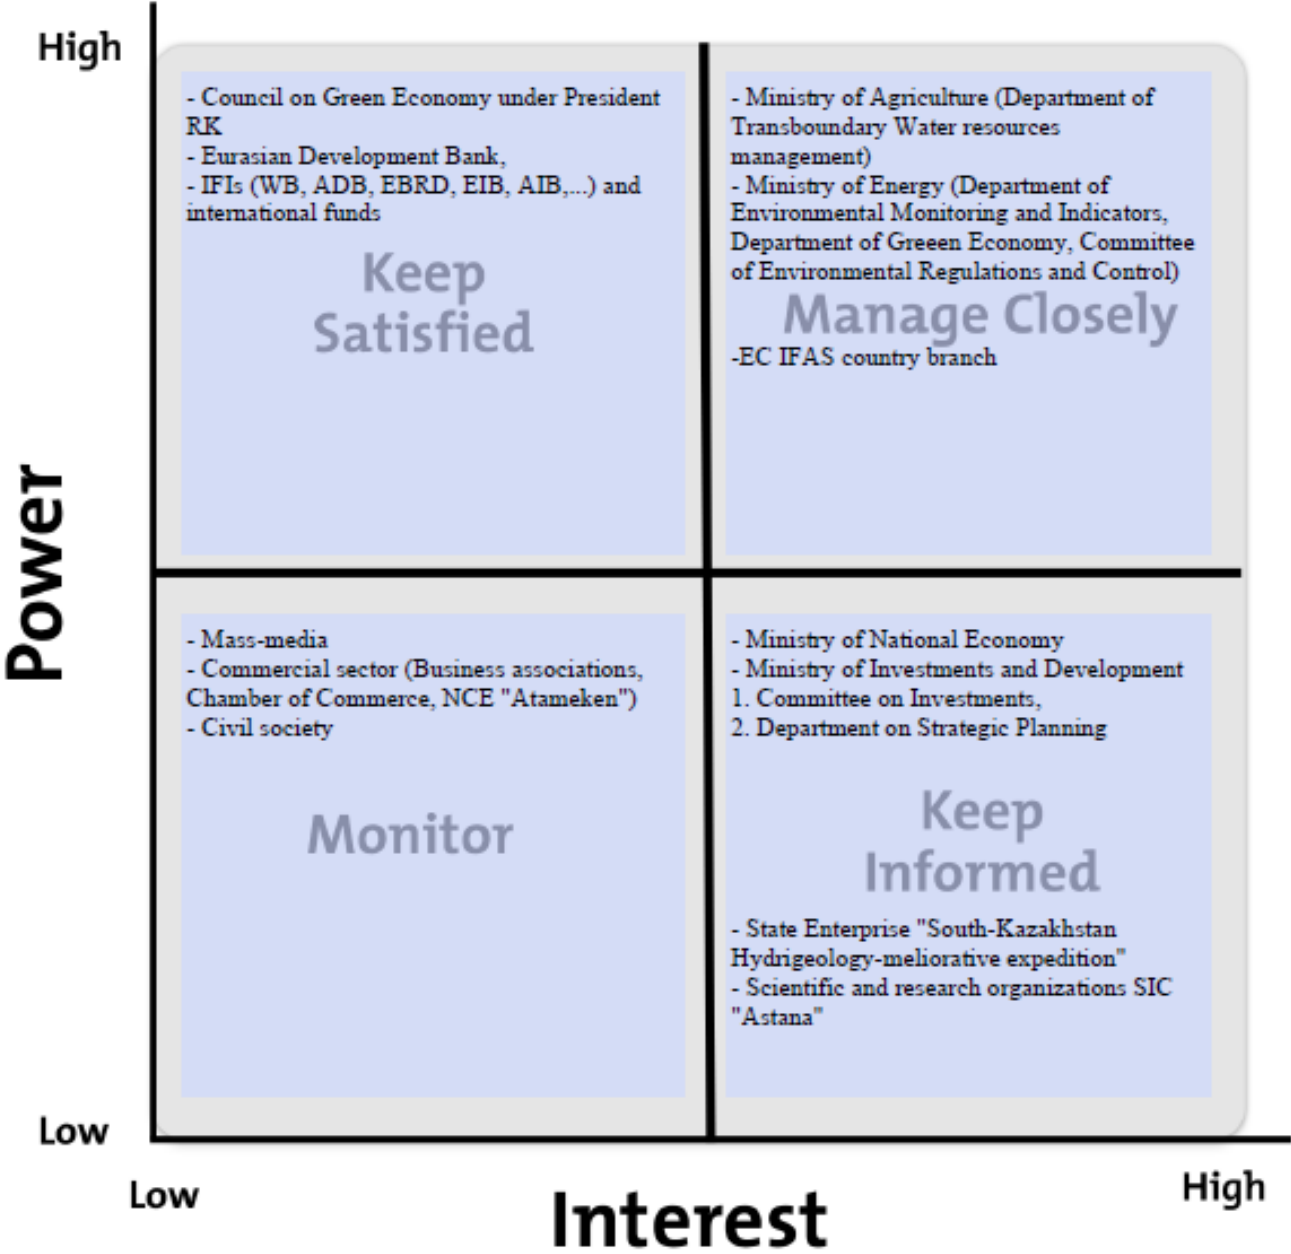 High
- Council on Green Economy under President
RK
- Eurasian Development Bank,
- IFIs (WB, ADB, EBRD, EIB, AIB,...) and
international funds
Keep
Satisfied
- Ministry of Agriculture (Department of
Transboundary Water resources
management)
- Ministry of Energy (Department of
Environmental Monitoring and Indicators,
Department of Greeen Economy, Committee
of Environmental Regulations and Control)
Manage Closely
-EC IFAS country branch
Power
- Mass-media
- Commercial sector (Business associations,
Chamber of Commerce, NCE "Atameken")
- Civil society
Monitor
- Ministry of National Economy
- Ministry of Investments and Development
1. Committee on Investments,
2. Department on Strategic Planning
Keep
Informed
- State Enterprise "South-Kazakhstan
Hydrigeology-meliorative expedition"
- Scientific and research organizations SIC
"Astana"
Low
Low
Interest
High